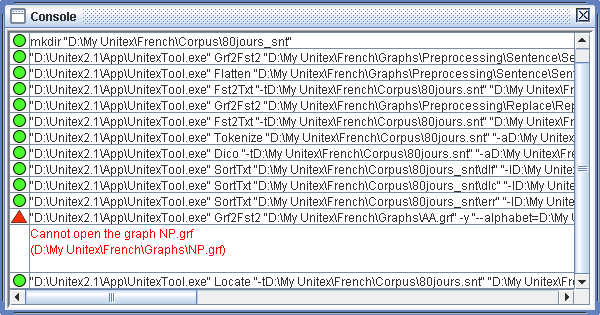 Console
mkdir "D:\My Unitex\French\Corpus\80jours_snt"
"D:\Unitex2.1\App\UnitexTool.exe" Grf2Fst2 "D:\My Unitex\French\Graphs\Preprocessing\Sentence\Se
"D:\Unitex2.1\App\UnitexTool.exe" Flatten "D:\My Unitex\French\Graphs\Preprocessing\Sentence\Sen
"D:\Unitex2.1\App\UnitexTool.exe" Fst2Txt "-tD:\My Unitex\French\Corpus\80jours.snt" "D:\My Unitex\Fr
"D:\Unitex2.1\App\UnitexTool.exe" Grf2Fst2 "D:\My Unitex\French\Graphs\Preprocessing\Replace\Rep
"D:\Unitex2.1\App\UnitexTool.exe" Fst2Txt "-tD:\My Unitex\French\Corpus\80jours.snt" "D:\My Unitex\Fr
"D:\Unitex2.1\App\UnitexTool.exe" Tokenize "D:\My Unitex\French\Corpus\80jours.snt" "-aD:\My Unitex
"D:\Unitex2.1\App\UnitexTool.exe" Dico "-tD:\My Unitex\French\Corpus\80jours.snt" "-aD:\My Unitex\Fre
"D:\Unitex2.1\App\UnitexTool.exe" SortTxt "D:\My Unitex\French\Corpus\80jours_snt\dlf" "-lD:\My Unite
"D:\Unitex2.1\App\UnitexTool.exe" SortTxt "D:\My Unitex\French\Corpus\80jours_snt\dlc" "-lD:\My Unite
"D:\Unitex2.1\App\UnitexTool.exe" SortTxt "D:\My Unitex\French\Corpus\80jours_snt\err" "-lD:\My Unite
"D:\Unitex2.1\App\UnitexTool.exe" Grf2Fst2 "D:\My Unitex\French\Graphs\AA.grf" -y "--alphabet=D:\My
Cannot open the graph NP.grf
(D:\My Unitex\French\Graphs\NP.grf)
"D:\Unitex2.1\App\UnitexTool.exe" Locate "-tD:\My Unitex\French\Corpus\80jours.snt" "D:\My Unitex\Fre